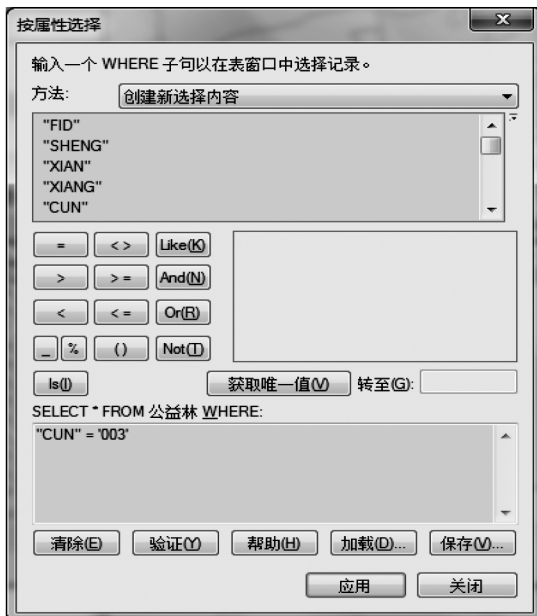 按属性选择
输入一个 WHERE 子句以在表窗口中选择记录。
方法: 创建新选择内容
"FID"
"SHENG"
"XIAN"
"XIANG"
"CUN"
= <> Like(K)
> >= And(N)
< <= Or(R)
_ % () Not(T)
Is(I) 获取唯一值(V) 转至(G):
SELECT * FROM 公益林 WHERE:
"CUN" = '003'
清除(E) 验证(Y) 帮助(H) 加载(D)... 保存(V)...
应用 关闭